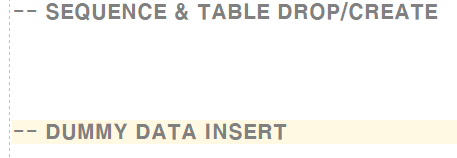 -- SEQUENCE & TABLE DROP/CREATE
-- DUMMY DATA INSERT